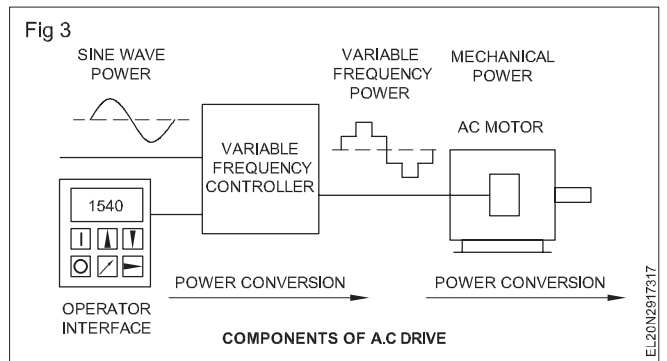 Fig 3
SINE WAVE
POWER
VARIABLE
FREQUENCY
POWER
MECHANICAL
POWER
AC MOTOR
VARIABLE
FREQUENCY
CONTROLLER
1540
OPERATOR
INTERFACE
POWER CONVERSION
POWER CONVERSION
COMPONENTS OF A.C DRIVE
EL20N2917317